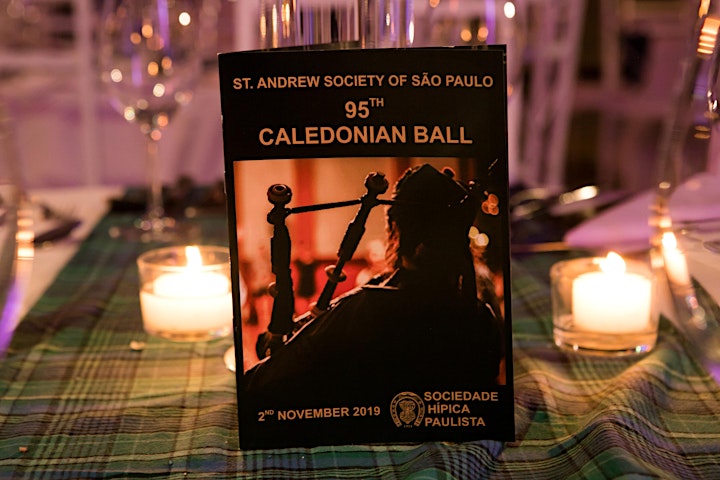 ST. ANDREW SOCIETY OF SÃO PAULO
95TH
CALEDONIAN BALL
2ND NOVEMBER 2019
SOCIEDADE
HÍPICA
PAULISTA